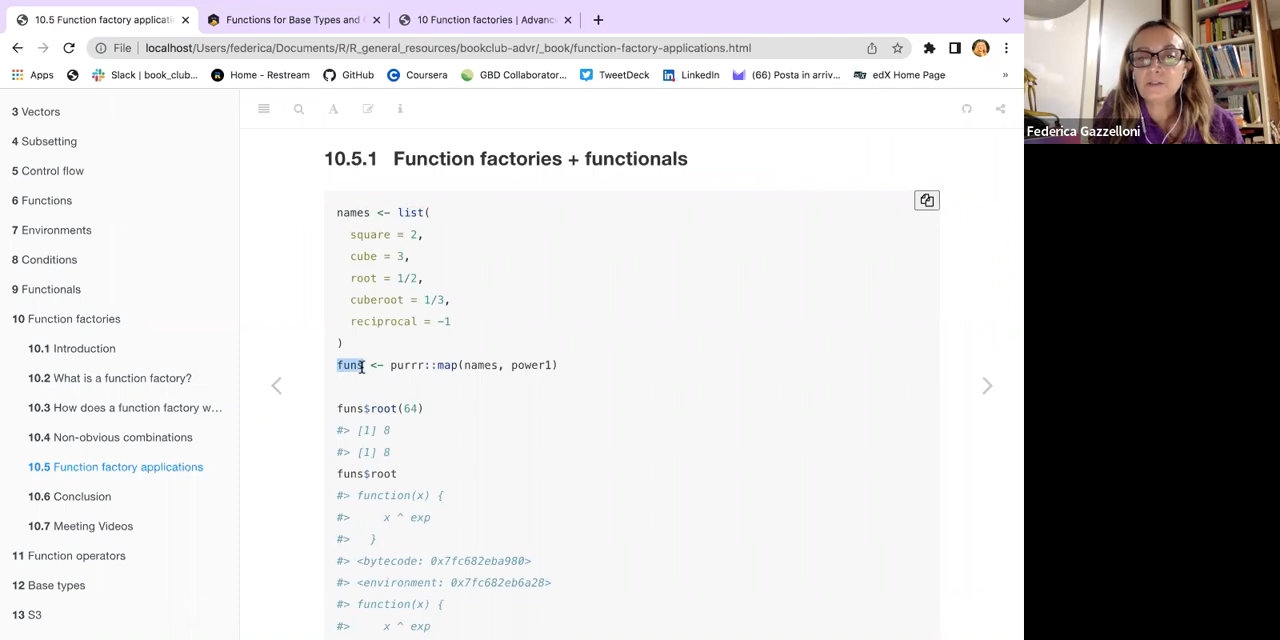 10.5 Function factory applicati
Functions for Base Types and
10 Function factories | Advanc
File | localhost/Users/federica/Documents/R/R_general_resources/bookclub-advr/_book/function-factory-applications.html
Apps
Slack | book_club...
Home - Restream
GitHub
Coursera
GBD Collaborator...
TweetDeck
LinkedIn
(66) Posta in arriv...
edX Home Page
»
3 Vectors
4 Subsetting
5 Control flow
6 Functions
7 Environments
8 Conditions
9 Functionals
10 Function factories
10.1 Introduction
10.2 What is a function factory?
10.3 How does a function factory w...
10.4 Non-obvious combinations
10.5 Function factory applications
10.6 Conclusion
10.7 Meeting Videos
11 Function operators
12 Base types
13 S3
10.5.1 Function factories + functionals
names <- list(
square = 2,
cube = 3,
root = 1/2,
cuberoot = 1/3,
reciprocal = -1
)
funs <- purrr::map(names, power1)
funs$root(64)
#> [1] 8
#> [1] 8
funs$root
#> function(x) {
#>     x ^ exp
#>   }
#> <bytecode: 0x7fc682eba980>
#> <environment: 0x7fc682eb6a28>
#> function(x) {
#>     x ^ exp
Federica Gazzelloni